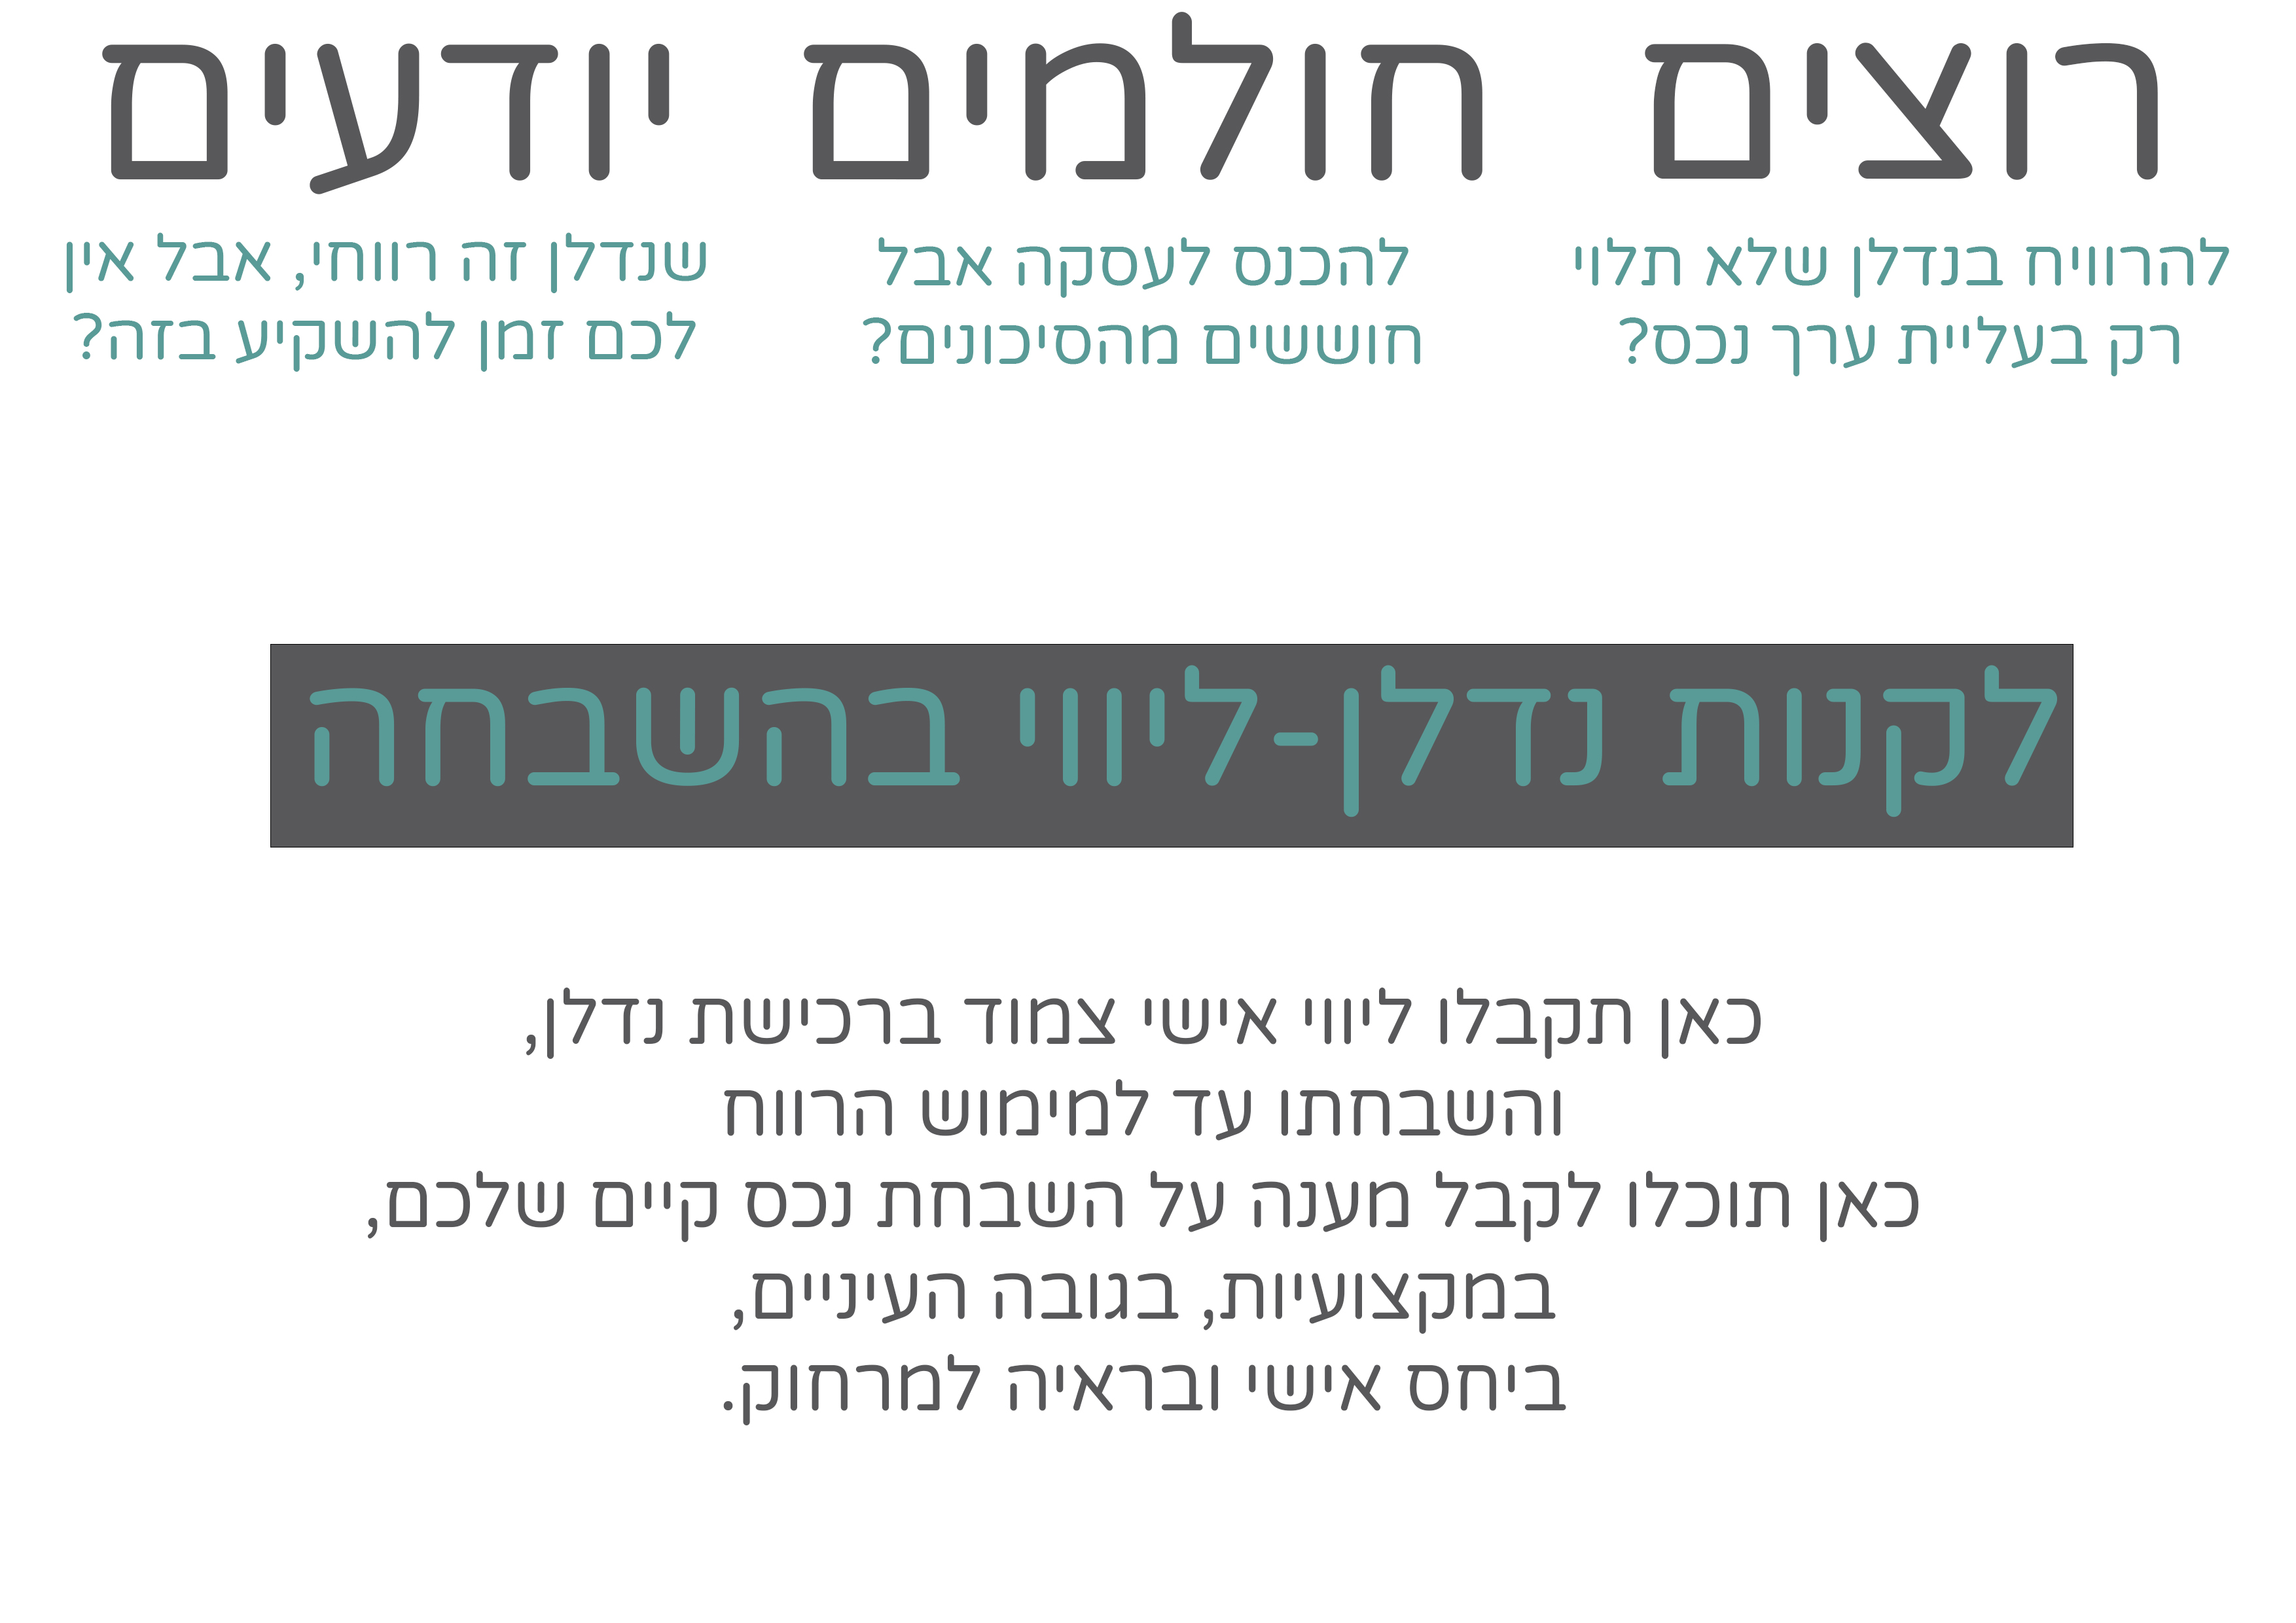 רוצים
להרוויח בנדלן שלא תלוי
רק בעליית ערך נכס?
חולמים
להכנס לעסקה אבל
חוששים מהסיכונים?
יודעים
שנדלן זה רווחי, אבל אין
לכם זמן להשקיע בזה?
לקנות נדלן-ליווי בהשבחה
כאן תקבלו ליווי אישי צמוד ברכישת נדלן,
והשבחתו עד למימוש הרווח
כאן תוכלו לקבל מענה על השבחת נכס קיים שלכם,
במקצועיות, בגובה העיניים,
ביחס אישי ובראיה למרחוק.